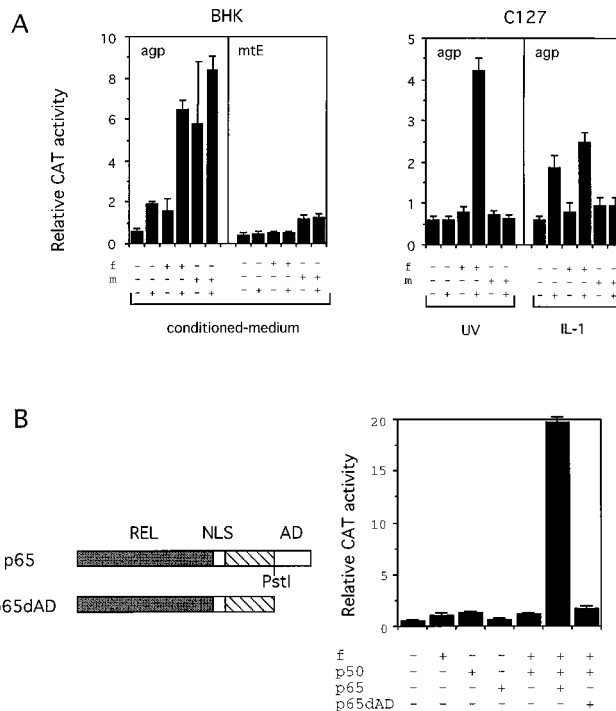 A
BHK
C127
agp
mtE
agp
agp
Relative CAT activity
10
8
6
4
2
0
5
4
3
2
1
0
f - - + + - - - - + + - -
m - - - - + + - - - - + +
- + - + - + - + - + - +
conditioned-medium
f - - + + - - - - + + - -
m - - - - + + - - - - + +
- + - + - + - + - + - +
UV
IL-1
B
REL NLS AD
p65
PstI
p65dAD
Relative CAT activity
20
15
10
5
0
f - + - - + + +
p50 - - + - + + +
p65 - - - + - + -
p65dAD - - - - - - +